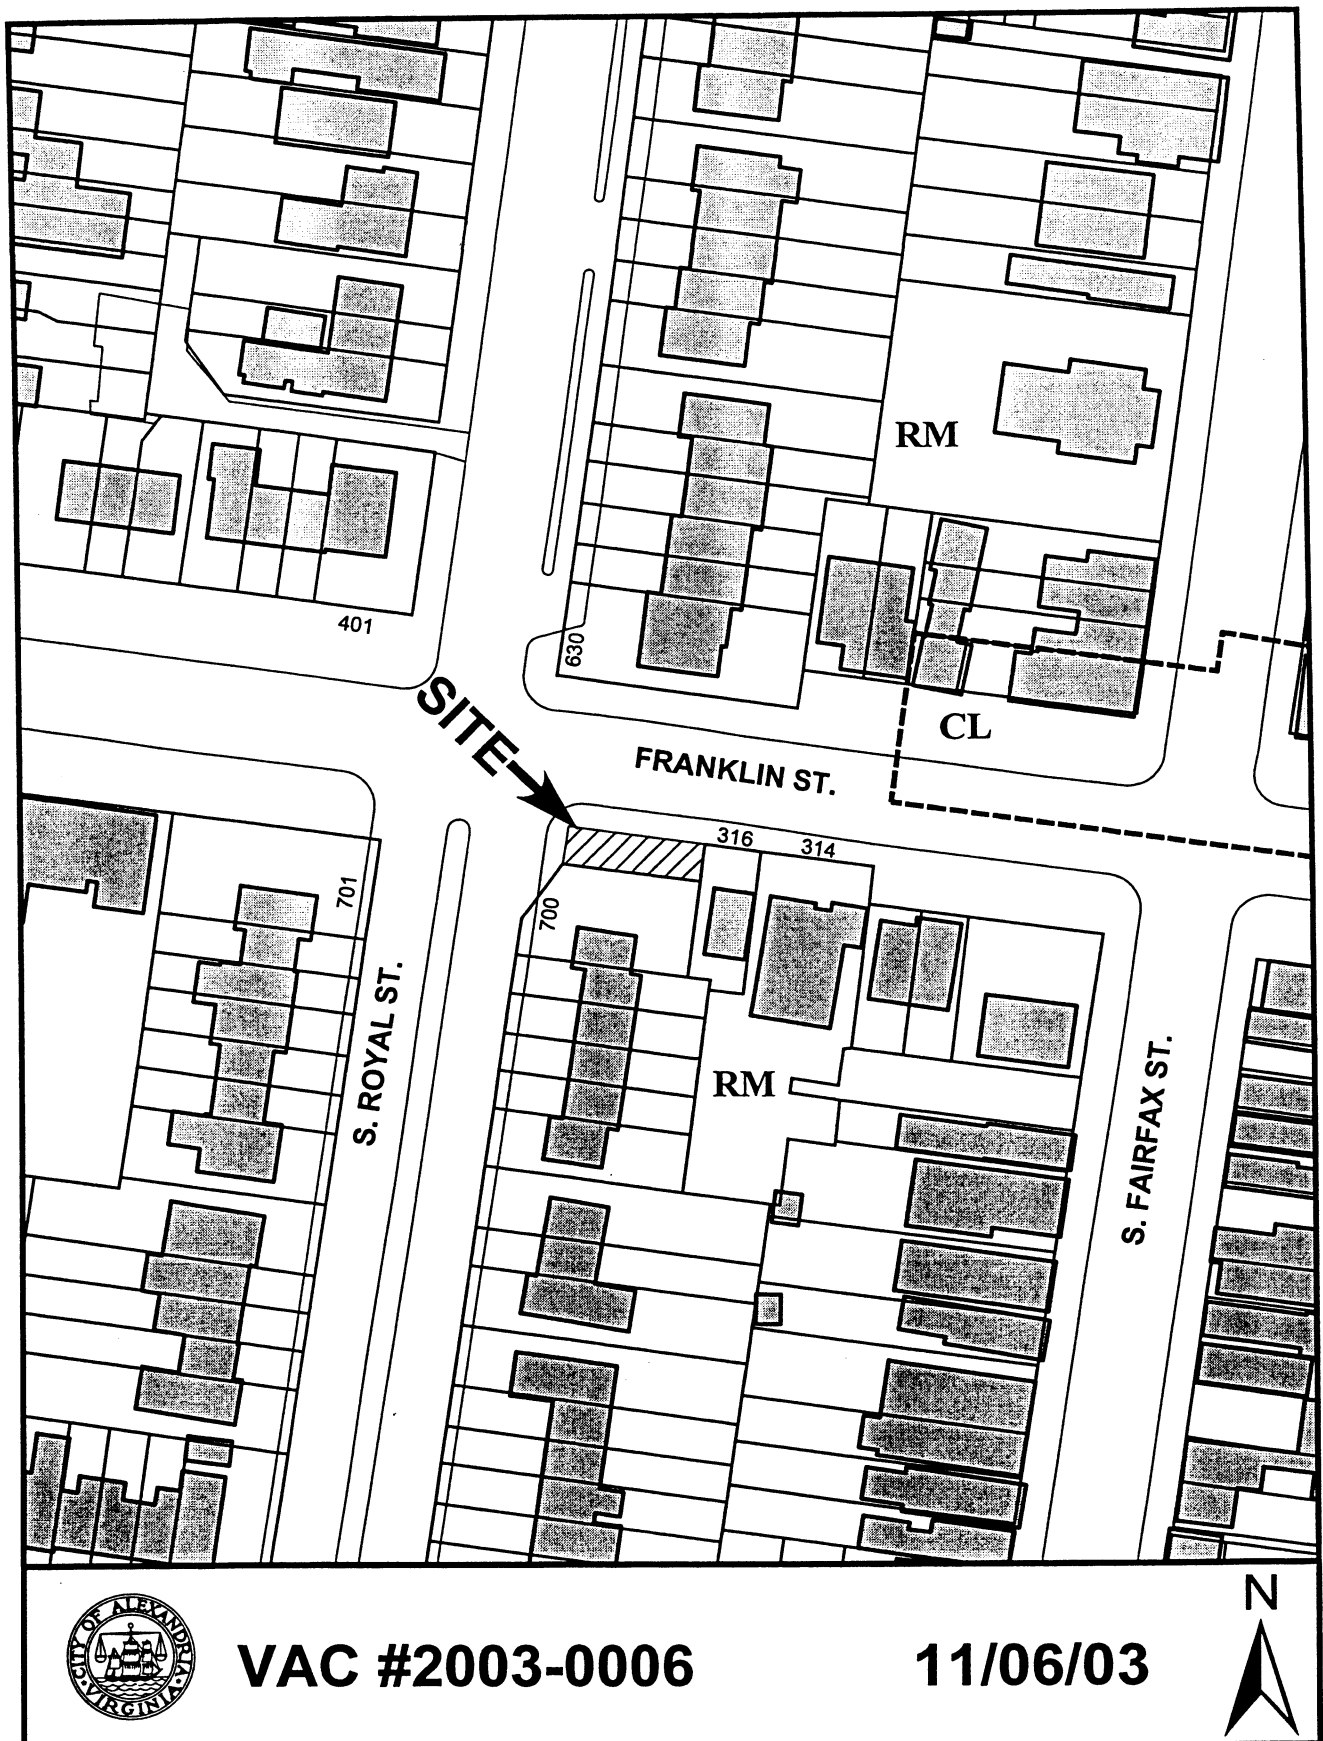 RM
401
630
SITE
CL
FRANKLIN ST.
316
314
701
700
S. ROYAL ST.
RM
S. FAIRFAX ST.
CITY OF ALEXANDRIA
VIRGINIA
VAC #2003-0006
11/06/03
N